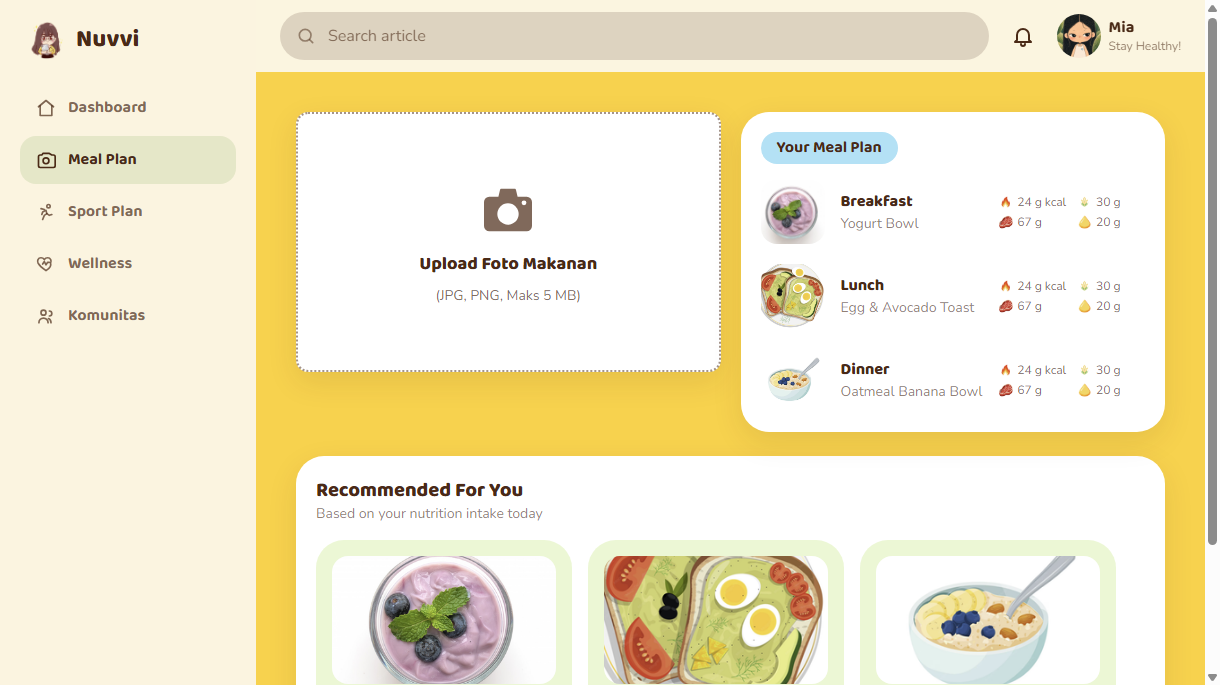 Nuvvi
Search article
Mia
Stay Healthy!
Dashboard
Meal Plan
Sport Plan
Wellness
Komunitas
Upload Foto Makanan
(JPG, PNG, Maks 5 MB)
Your Meal Plan
Breakfast
Yogurt Bowl
24 g kcal 30 g
67 g 20 g
Lunch
Egg & Avocado Toast
24 g kcal 30 g
67 g 20 g
Dinner
Oatmeal Banana Bowl
24 g kcal 30 g
67 g 20 g
Recommended For You
Based on your nutrition intake today